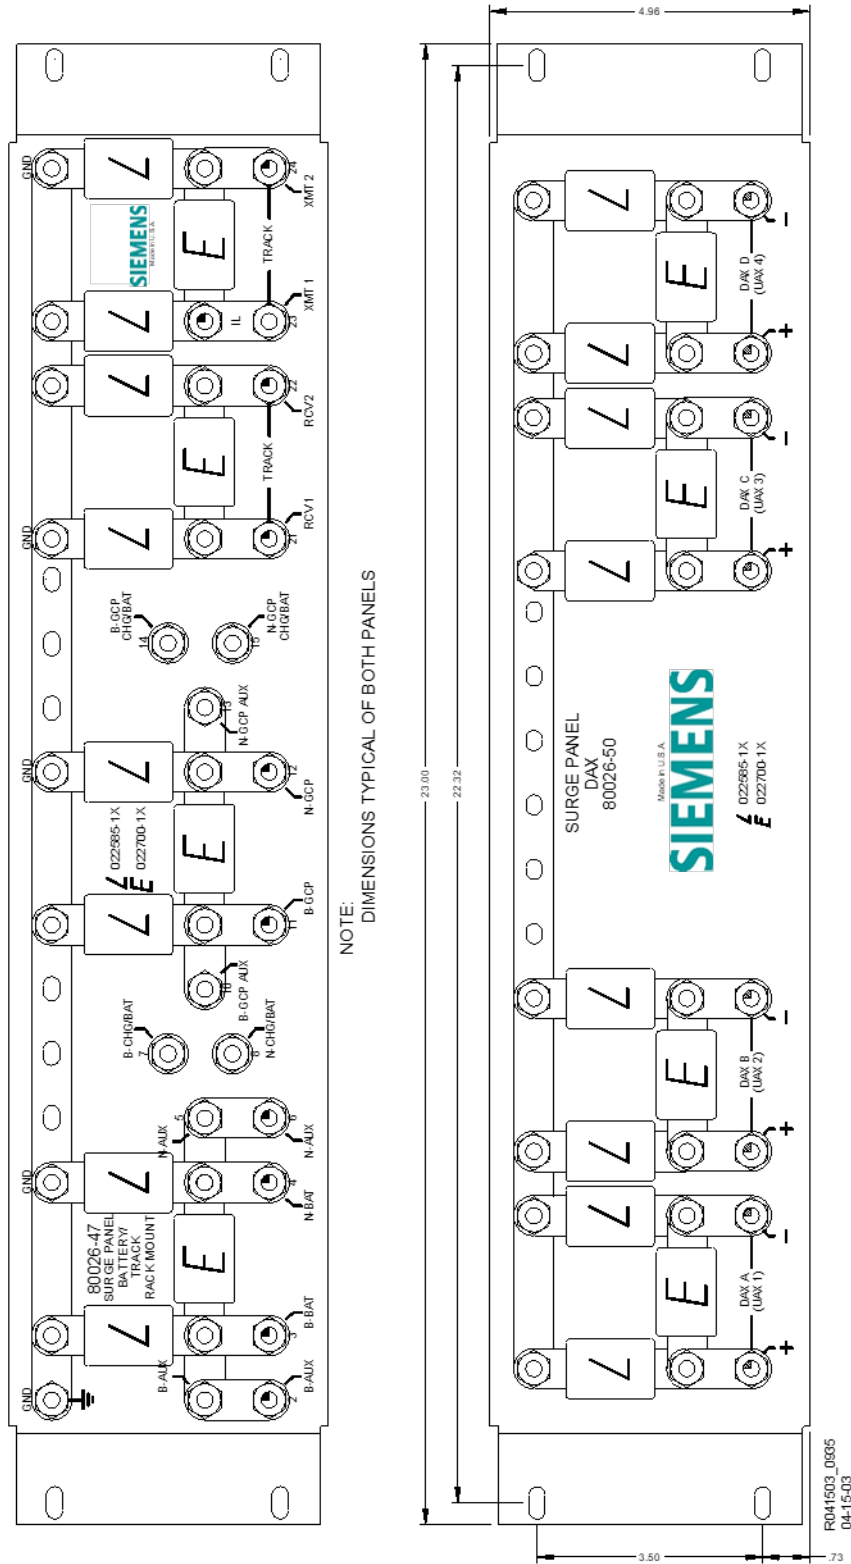 GND
80026-47
SURGE PANEL
BATTERY/
TRACK
RACK MOUNT
GND
L
L
E
B-AUX
B-AUX
2
B-BAT
3
N-BAT
4
N-AUX
5
N-AUX
6
B-CHG/BAT
7
N-CHG/BAT
8
B-GCP AUX
10
L
L 022585-1X
E 022700-1X
GND
L
E
B-GCP
11
N-GCP
12
N-GCP AUX
13
B-GCP
CHG/BAT
14
N-GCP
CHG/BAT
15
GND
L
L
E
RCV1
21
TRACK
RCV2
22
L
SIEMENS
Made in U.S.A.
GND
L
E
IL
XMT 1
23
TRACK
XMT 2
24
NOTE:
DIMENSIONS TYPICAL OF BOTH PANELS
23.00
22.32
4.96
3.50
.73
L
L
E
+
DAX A
(UAX 1)
-
L
L
E
+
DAX B
(UAX 2)
-
SURGE PANEL
DAX
80026-50
Made in U.S.A.
SIEMENS
L 022585-1X
E 022700-1X
L
L
E
+
DAX C
(UAX 3)
-
L
L
E
+
DAX D
(UAX 4)
-
R041503_0935
04-15-03